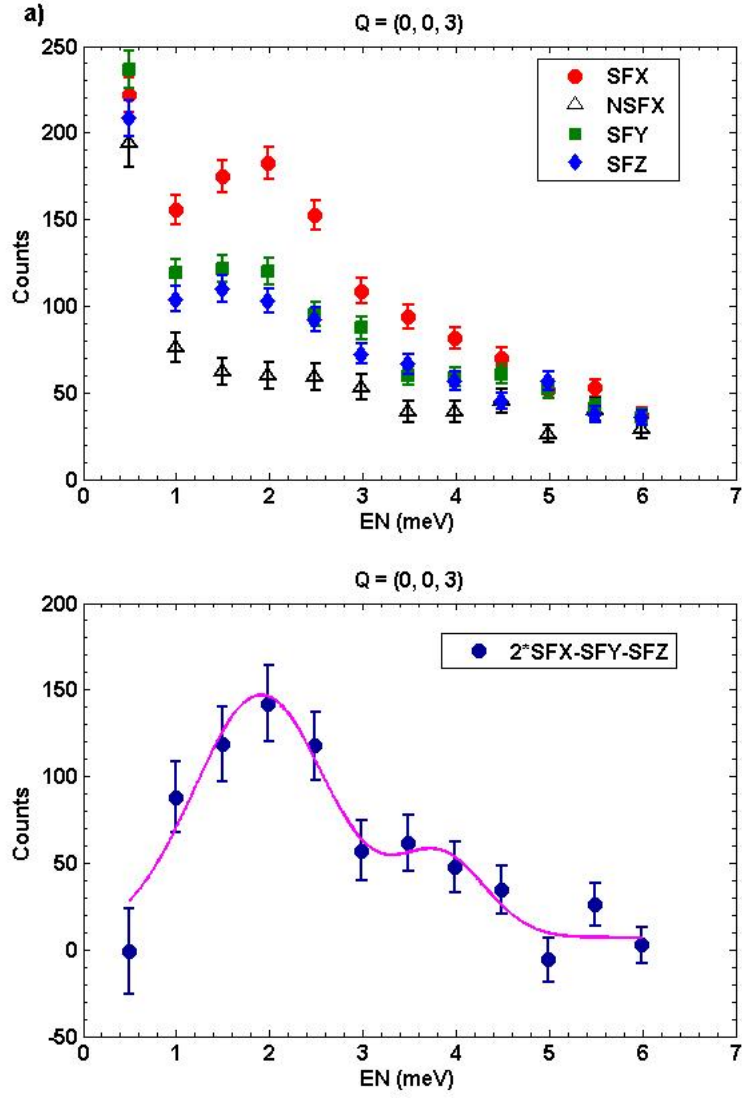 a)
Q = (0, 0, 3)
250
200
150
100
50
0
Counts
SFX
NSFX
SFY
SFZ
0 1 2 3 4 5 6 7
EN (meV)
Q = (0, 0, 3)
200
150
100
50
0
-50
Counts
2*SFX-SFY-SFZ
0 1 2 3 4 5 6 7
EN (meV)